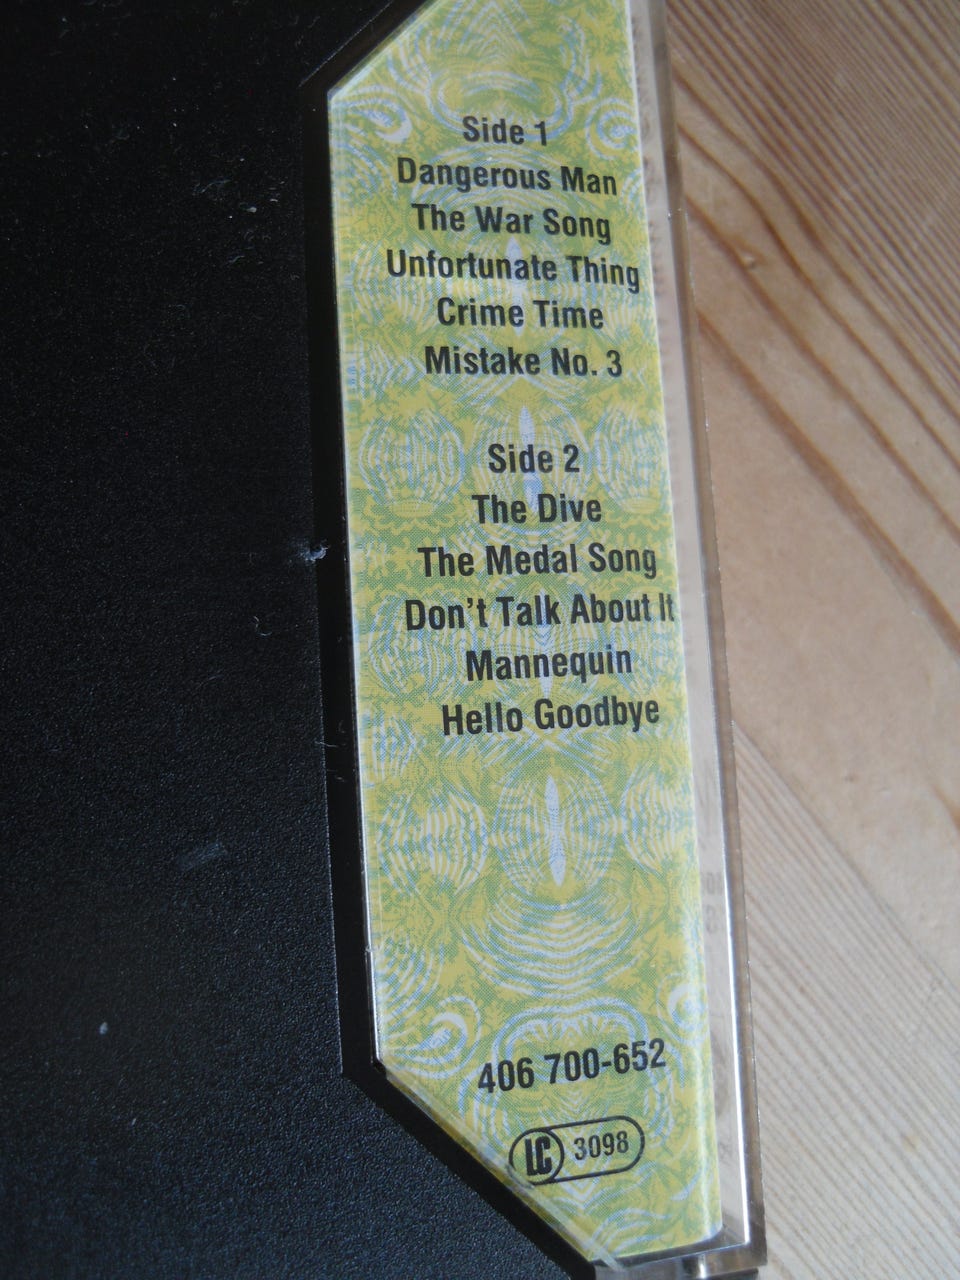 Side 1
Dangerous Man
The War Song
Unfortunate Thing
Crime Time
Mistake No. 3
Side 2
The Dive
The Medal Song
Don't Talk About It
Mannequin
Hello Goodbye
406 700-652
LC 3098